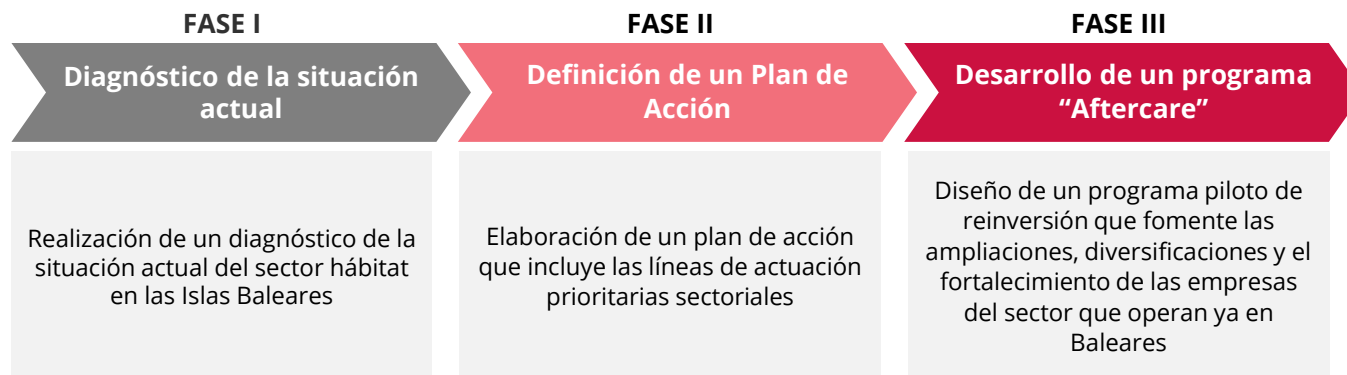 FASE I
Diagnóstico de la situación
actual
Realización de un diagnóstico de la
situación actual del sector hábitat
en las Islas Baleares
FASE II
Definición de un Plan de
Acción
Elaboración de un plan de acción
que incluye las líneas de actuación
prioritarias sectoriales
FASE III
Desarrollo de un programa
“Aftercare”
Diseño de un programa piloto de
reinversión que fomente las
ampliaciones, diversificaciones y el
fortalecimiento de las empresas
del sector que operan ya en
Baleares